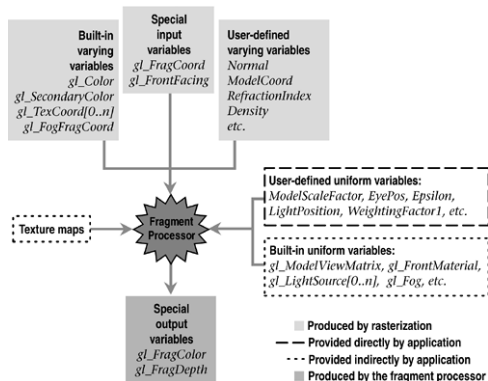 Built-in
varying
variables
gl_Color
gl_SecondaryColor
gl_TexCoord[0..n]
gl_FogFragCoord
Special
input
variables
gl_FragCoord
gl_FrontFacing
User-defined
varying variables
Normal
ModelCoord
RefractionIndex
Density
etc.
Texture maps
Fragment
Processor
User-defined uniform variables:
ModelScaleFactor, EyePos, Epsilon,
LightPosition, WeightingFactor1, etc.
Built-in uniform variables:
gl_ModelViewMatrix, gl_FrontMaterial,
gl_LightSource[0..n], gl_Fog, etc.
Special
output
variables
gl_FragColor
gl_FragDepth
Produced by rasterization
Provided directly by application
Provided indirectly by application
Produced by the fragment processor